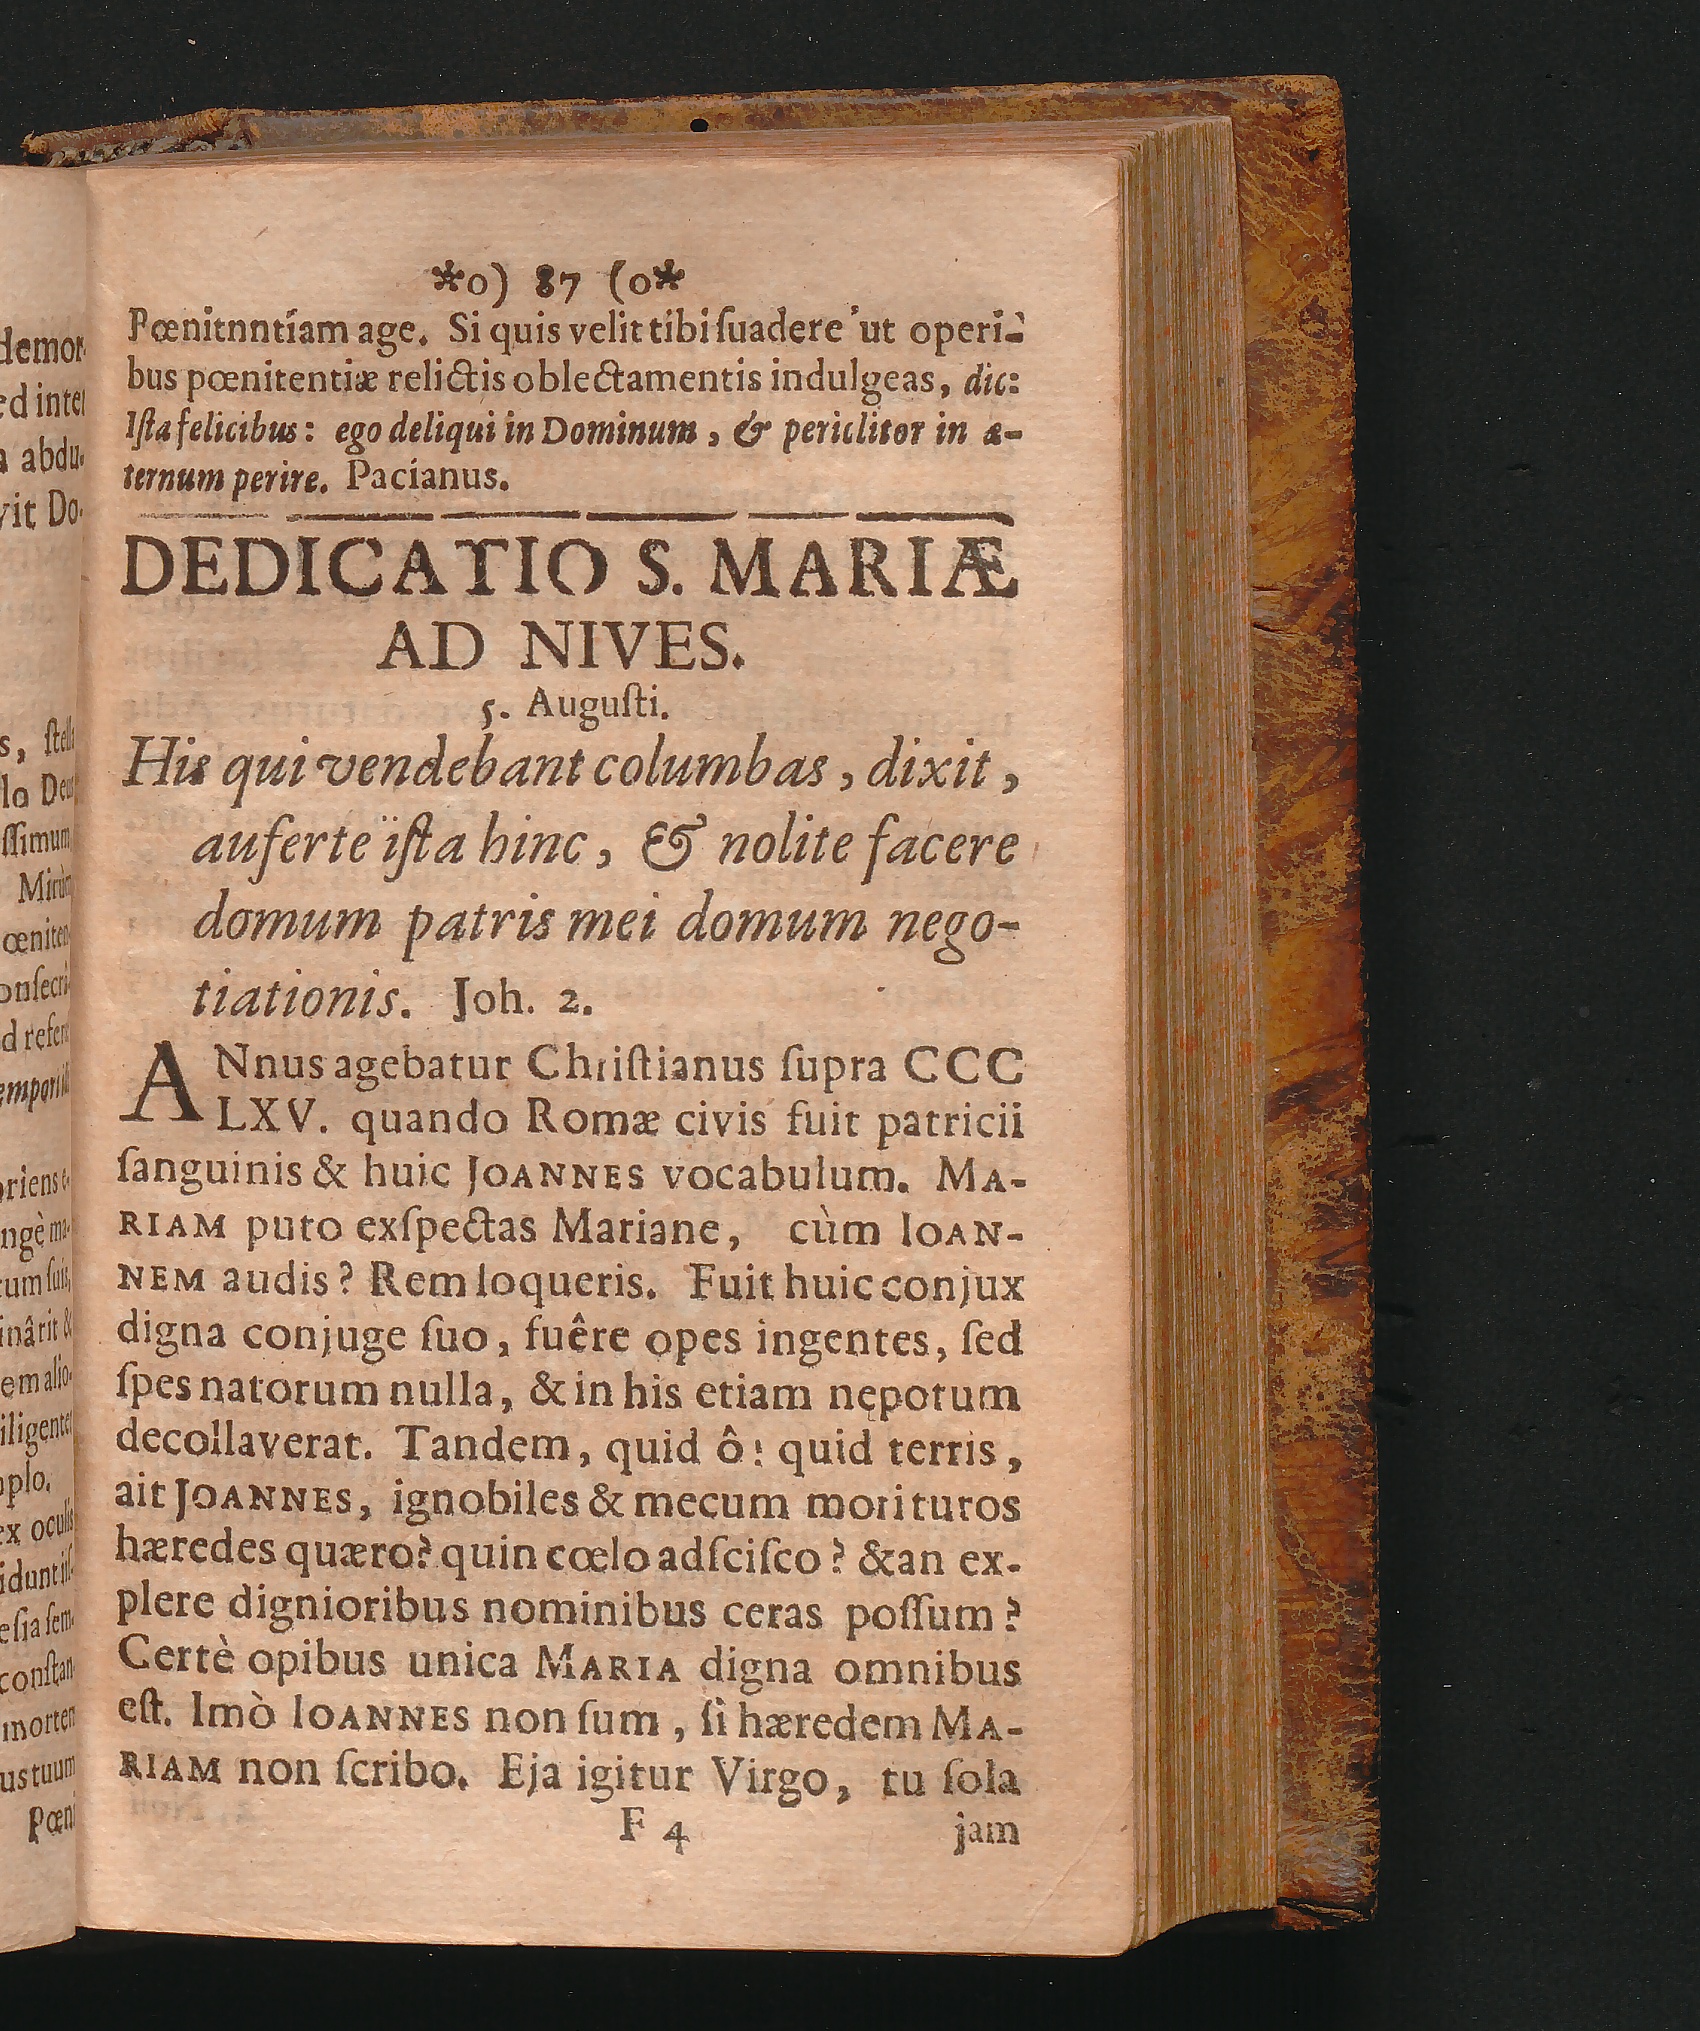 *o) 87 (o*
Pœnitnntiam age. Si quis velit tibi ſuadere ut operi-
bus pœnitentiæ relictis oblectamentis indulgeas, dic:
Iſta felicibus: ego deliqui in Dominum, & periclitor in æ-
ternum perire. Pacianus.
DEDICATIO S. MARIÆ
AD NIVES.
5. Auguſti.
His qui vendebant columbas, dixit,
auferte iſta hinc, & nolite facere
domum patris mei domum nego-
tiationis. Joh. 2.
ANnus agebatur Chriſtianus ſupra CCC
LXV. quando Romæ civis fuit patricii
ſanguinis & huic JOANNES vocabulum. MA-
RIAM puto exſpectas Mariane, cùm IOAN-
NEM audis? Rem loqueris. Fuit huic conjux
digna conjuge ſuo, fuêre opes ingentes, ſed
ſpes natorum nulla, & in his etiam nepotum
decollaverat. Tandem, quid ô! quid terris,
ait JOANNES, ignobiles & mecum morituros
hæredes quæro? quin cœlo adſciſco? & an ex-
plere dignioribus nominibus ceras poſſum?
Certè opibus unica MARIA digna omnibus
eſt. Imò IOANNES non ſum, ſi hæredem MA-
RIAM non ſcribo. Eja igitur Virgo, tu ſola
F 4 jam